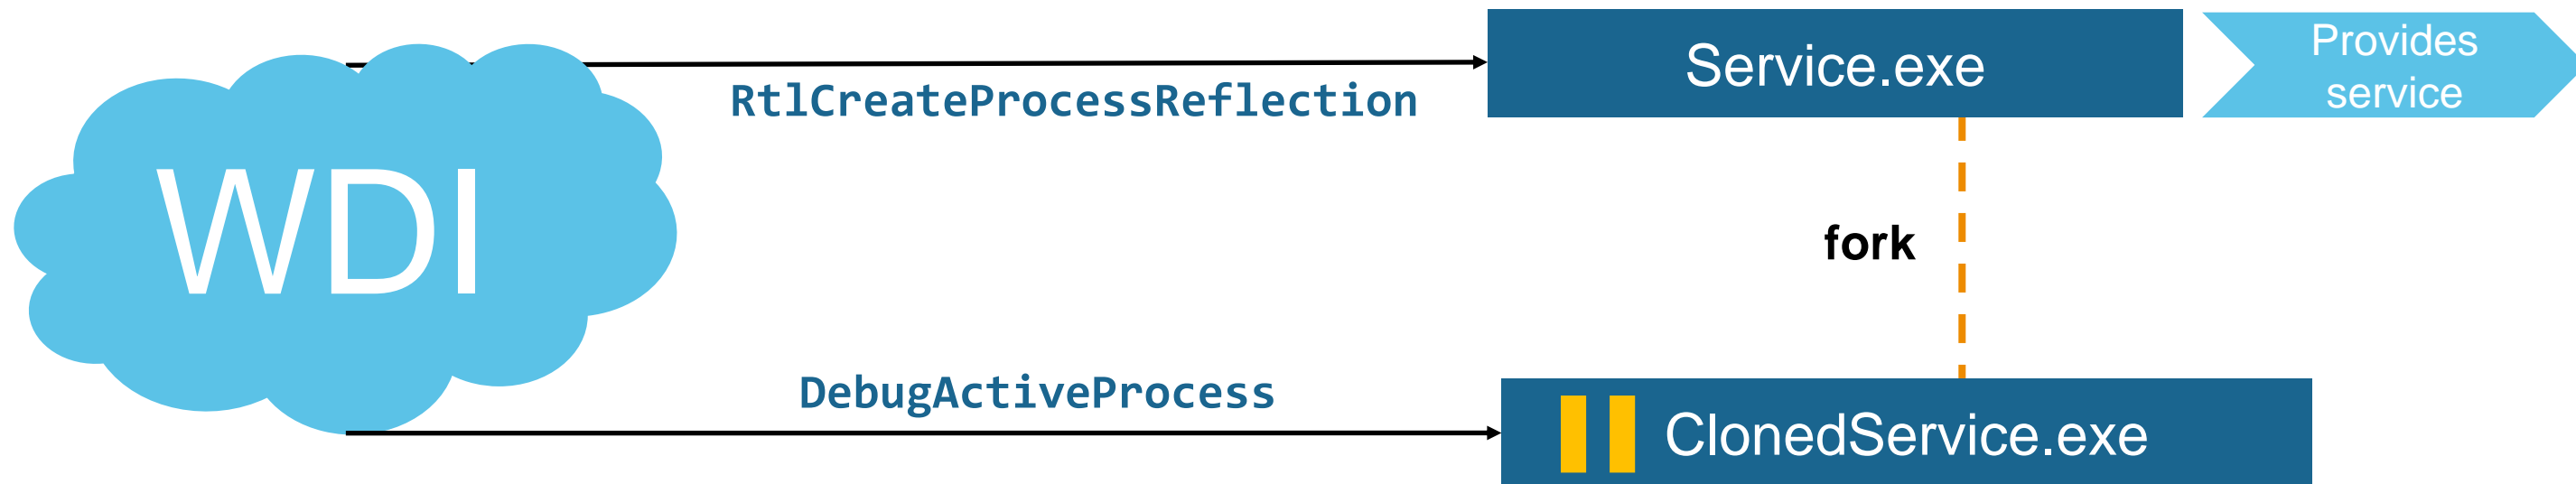 Service.exe
Provides
service
RtlCreateProcessReflection
WDI
fork
DebugActiveProcess
ClonedService.exe